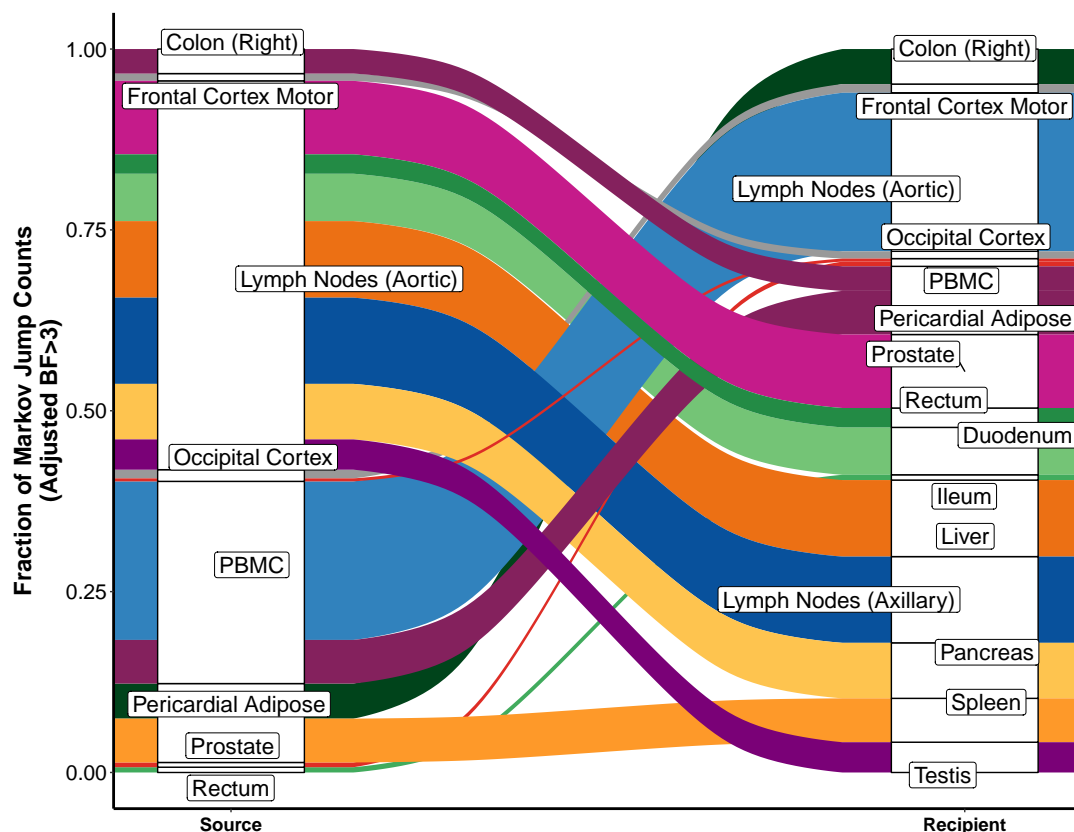 Fraction of Markov Jump Counts
(Adjusted BF>3)
1.00
0.75
0.50
0.25
0.00
Colon (Right)
Frontal Cortex Motor
Lymph Nodes (Aortic)
Occipital Cortex
PBMC
Pericardial Adipose
Prostate
Rectum
Colon (Right)
Frontal Cortex Motor
Lymph Nodes (Aortic)
Occipital Cortex
PBMC
Pericardial Adipose
Prostate
Rectum
Duodenum
Ileum
Liver
Lymph Nodes (Axillary)
Pancreas
Spleen
Testis
Source
Recipient